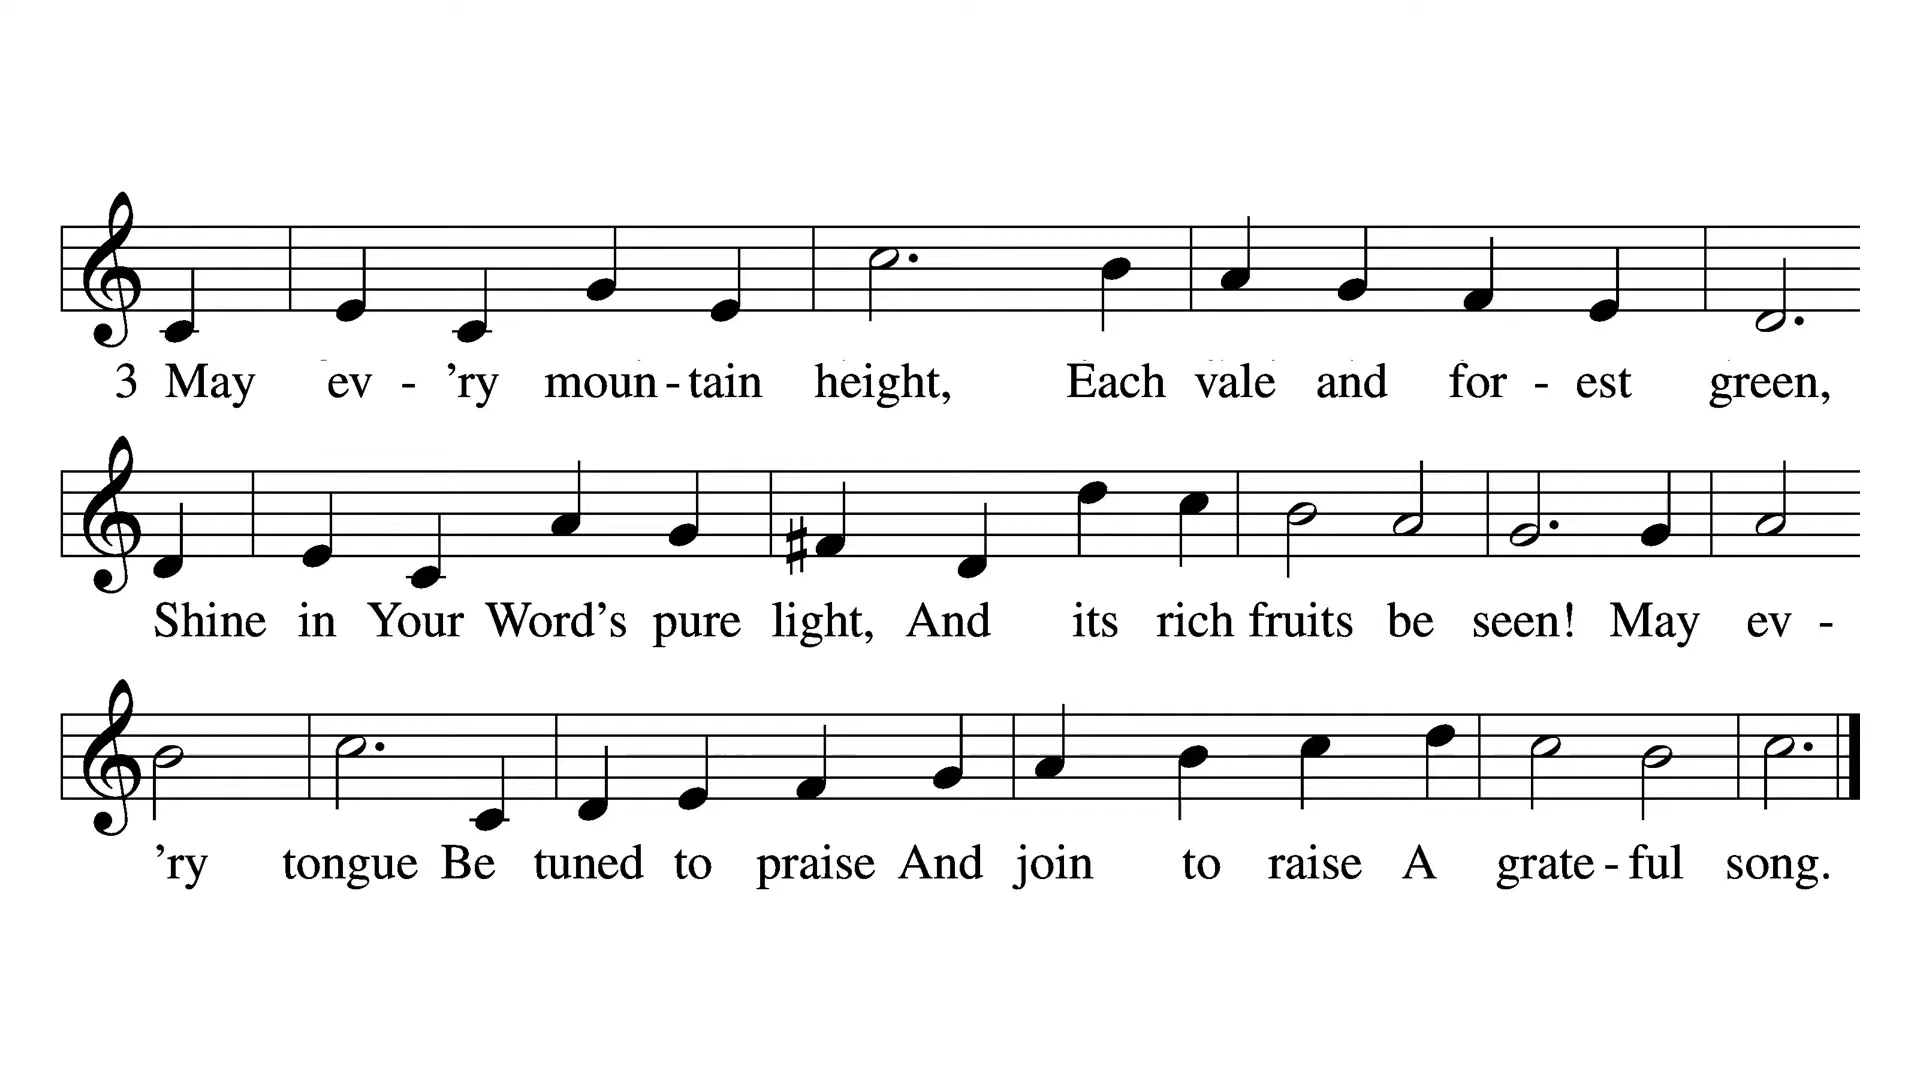 3 May ev - ’ry moun - tain height, Each vale and for - est green,
Shine in Your Word’s pure light, And its rich fruits be seen! May ev -
’ry tongue Be tuned to praise And join to raise A grate - ful song.